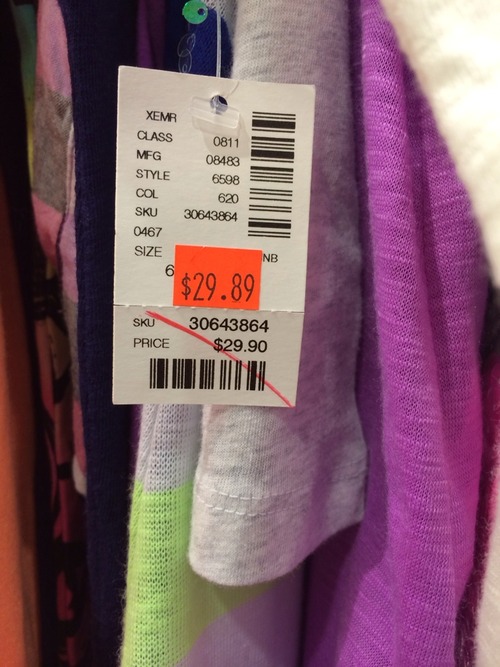 XEMR
CLASS 0811
MFG 08483
STYLE 6598
COL 620
SKU 30643864
0467
SIZE NB
6
$29.89
SKU 30643864
PRICE $29.90